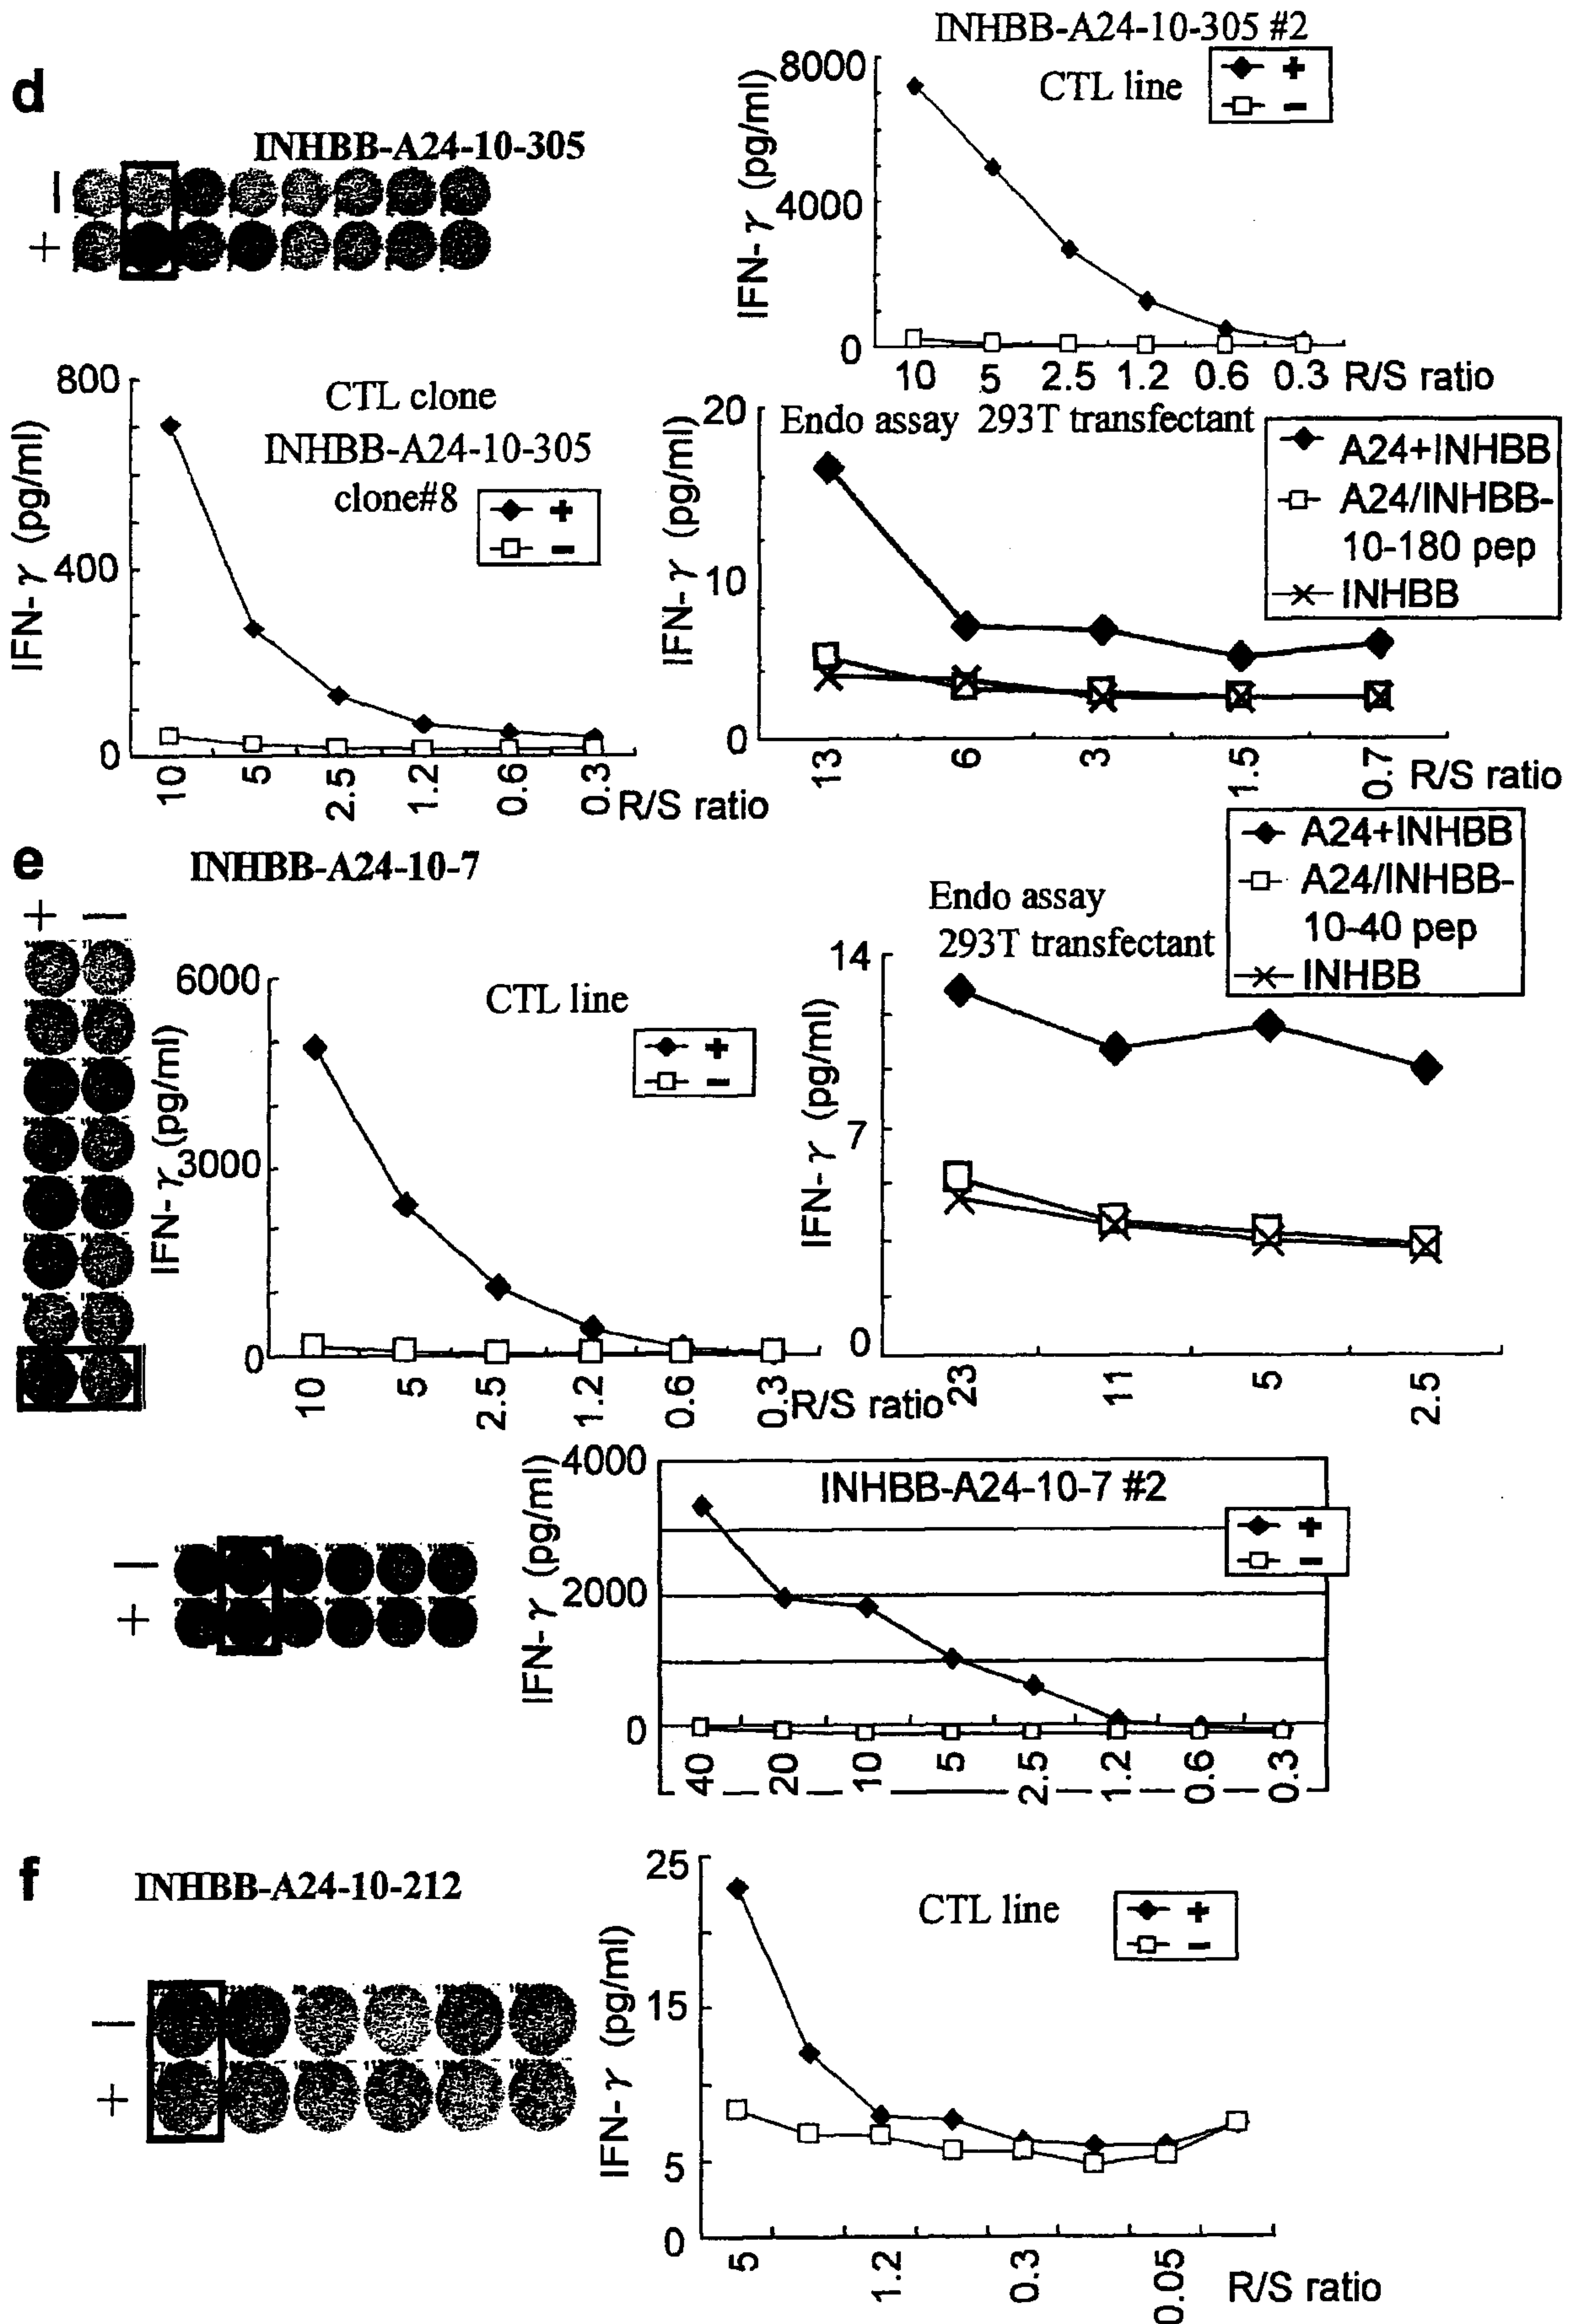 d
INHBB-A24-10-305
−
+
INHBB-A24-10-305 #2
CTL line
+
−
IFN-γ (pg/ml)
8000
4000
0
10 5 2.5 1.2 0.6 0.3 R/S ratio
CTL clone
INHBB-A24-10-305
clone#8
+
−
IFN-γ (pg/ml)
800
400
0
10 5 2.5 1.2 0.6 0.3 R/S ratio
Endo assay 293T transfectant
A24+INHBB
A24/INHBB-
10-180 pep
INHBB
IFN-γ (pg/ml)
20
10
0
13 6 3 1.5 0.7 R/S ratio
e
INHBB-A24-10-7
+ −
CTL line
+
−
IFN-γ (pg/ml)
6000
3000
0
10 5 2.5 1.2 0.6 0.3 R/S ratio
Endo assay
293T transfectant
A24+INHBB
A24/INHBB-
10-40 pep
INHBB
IFN-γ (pg/ml)
14
7
0
23 11 5 2.5
−
+
INHBB-A24-10-7 #2
+
−
IFN-γ (pg/ml)
4000
2000
0
40 20 10 5 2.5 1.2 0.6 0.3
f
INHBB-A24-10-212
−
+
CTL line
+
−
IFN-γ (pg/ml)
25
15
5
0
5 1.2 0.3 0.05 R/S ratio